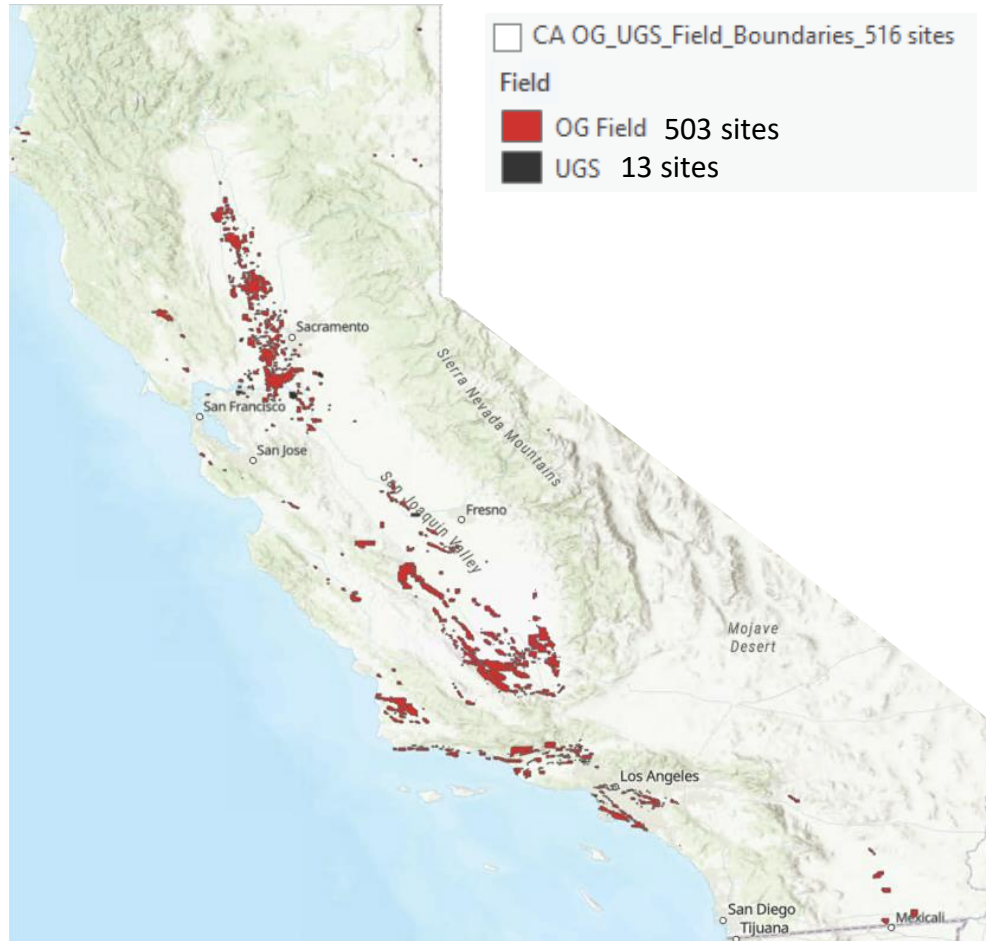 CA OG_UGS_Field_Boundaries_516 sites
Field
OG Field 503 sites
UGS 13 sites
Sacramento
Sierra Nevada Mountains
San Francisco
San Jose
San Joaquin Valley
Fresno
Mojave
Desert
Los Angeles
San Diego
Mexicali
Tijuana